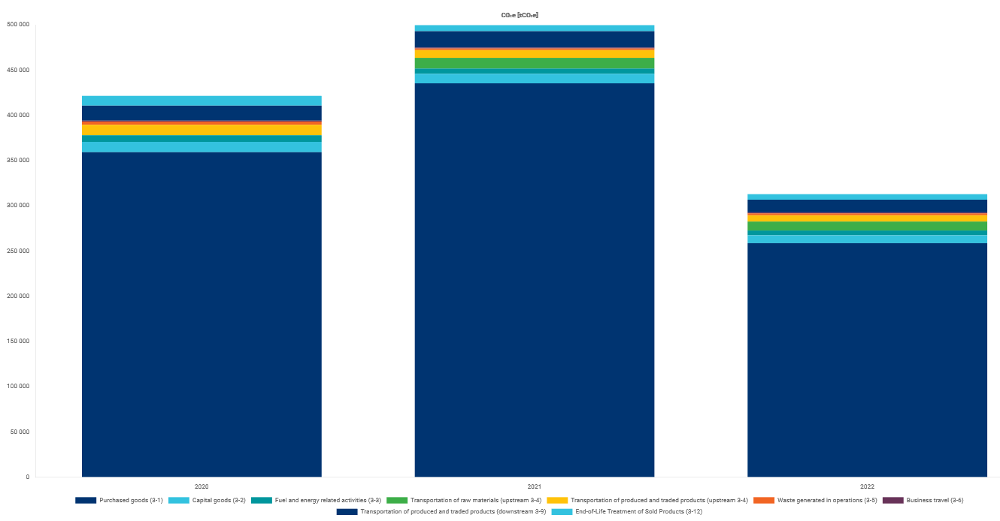 CO₂e [tCO₂e]
500 000
450 000
400 000
350 000
300 000
250 000
200 000
150 000
100 000
50 000
0
2020 2021 2022
Purchased goods (3-1) Capital goods (3-2) Fuel and energy related activities (3-3) Transportation of raw materials (upstream 3-4) Transportation of produced and traded products (upstream 3-4) Waste generated in operations (3-5) Business travel (3-6)
Transportation of produced and traded products (downstream 3-9) End-of-Life Treatment of Sold Products (3-12)